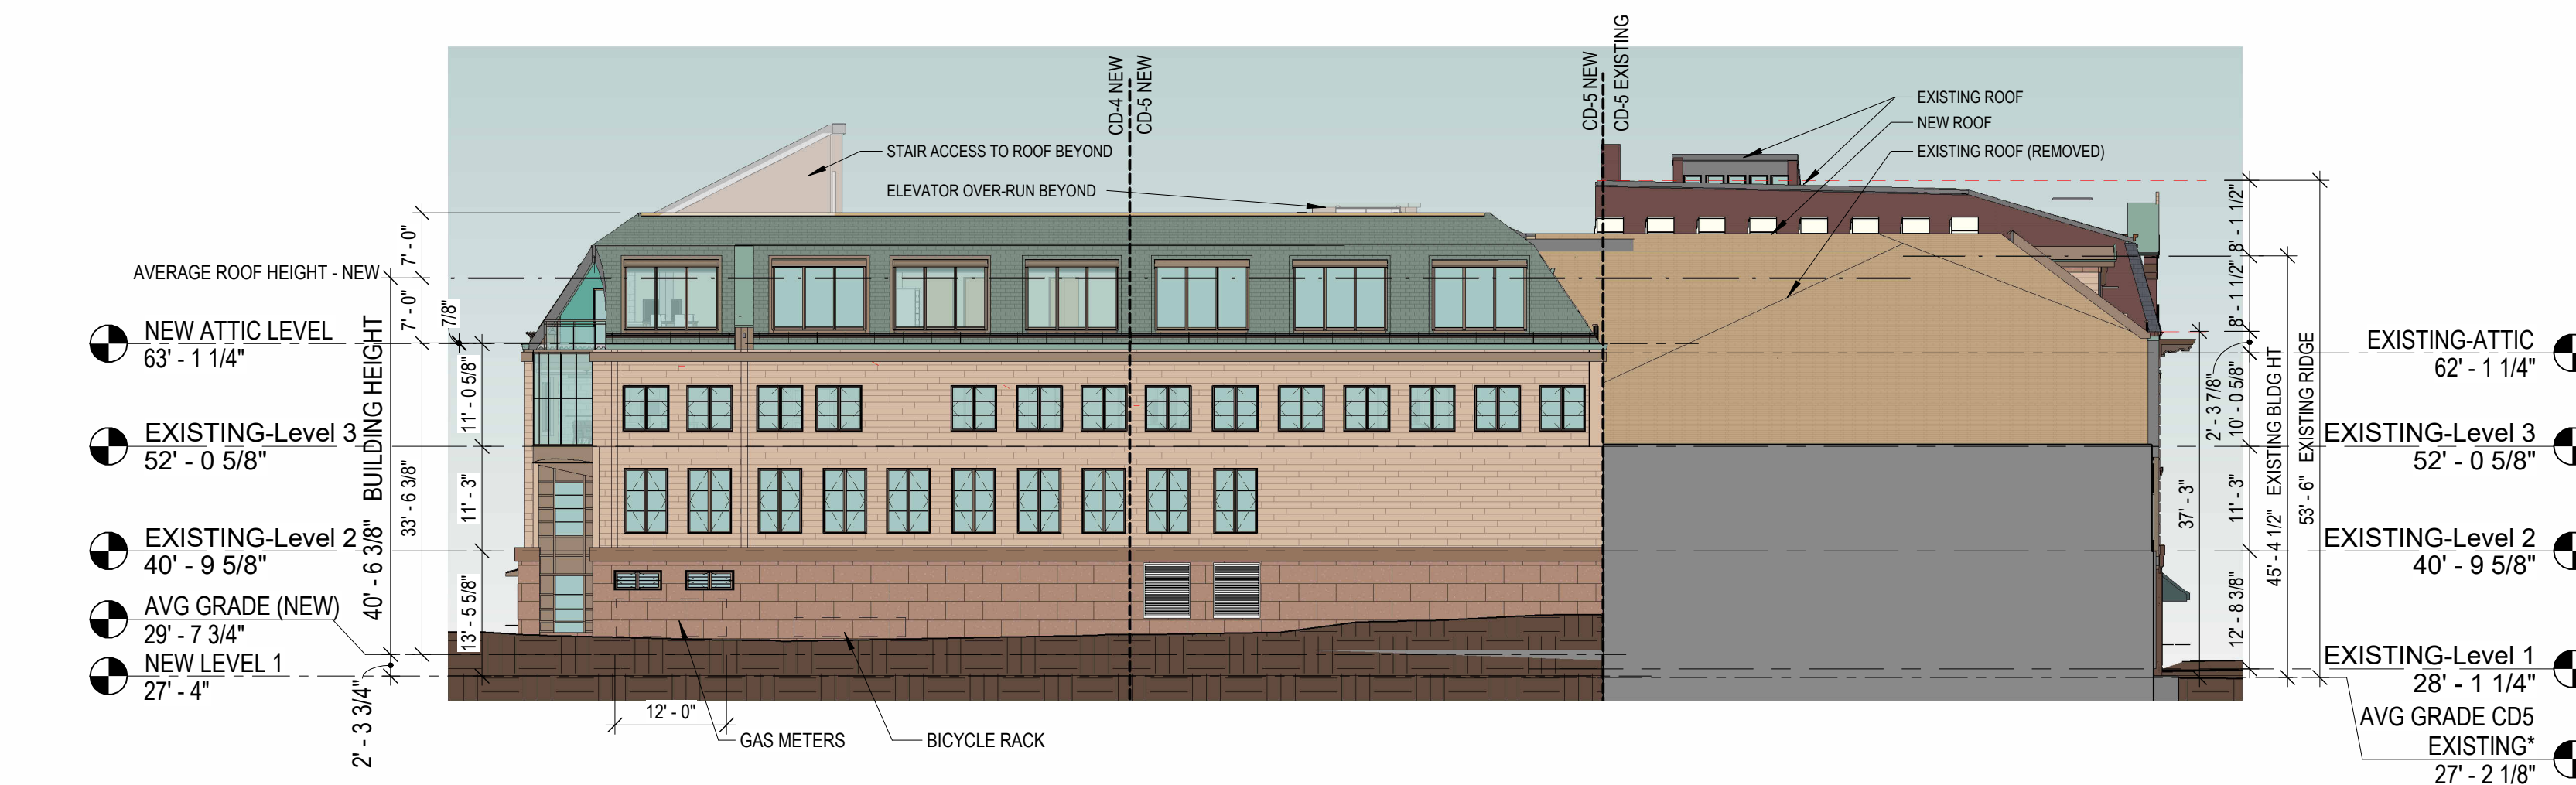 CD-4 NEW
CD-5 NEW
CD-5 NEW
CD-5 EXISTING
EXISTING ROOF
NEW ROOF
EXISTING ROOF (REMOVED)
STAIR ACCESS TO ROOF BEYOND
ELEVATOR OVER-RUN BEYOND
AVERAGE ROOF HEIGHT - NEW
NEW ATTIC LEVEL
63' - 1 1/4"
EXISTING-Level 3
52' - 0 5/8"
EXISTING-Level 2
40' - 9 5/8"
AVG GRADE (NEW)
29' - 7 3/4"
NEW LEVEL 1
27' - 4"
2' - 3 3/4"
40' - 6 3/8" BUILDING HEIGHT
33' - 6 3/8"
7' - 0"
7' - 0"
7/8"
11' - 0 5/8"
11' - 3"
13' - 5 5/8"
12' - 0"
GAS METERS
BICYCLE RACK
8' - 1 1/2"
8' - 1 1/2"
2' - 3 7/8"
10' - 0 5/8"
11' - 3"
12' - 8 3/8"
37' - 3"
45' - 4 1/2" EXISTING BLDG HT
53' - 6" EXISTING RIDGE
EXISTING-ATTIC
62' - 1 1/4"
EXISTING-Level 3
52' - 0 5/8"
EXISTING-Level 2
40' - 9 5/8"
EXISTING-Level 1
28' - 1 1/4"
AVG GRADE CD5
EXISTING*
27' - 2 1/8"